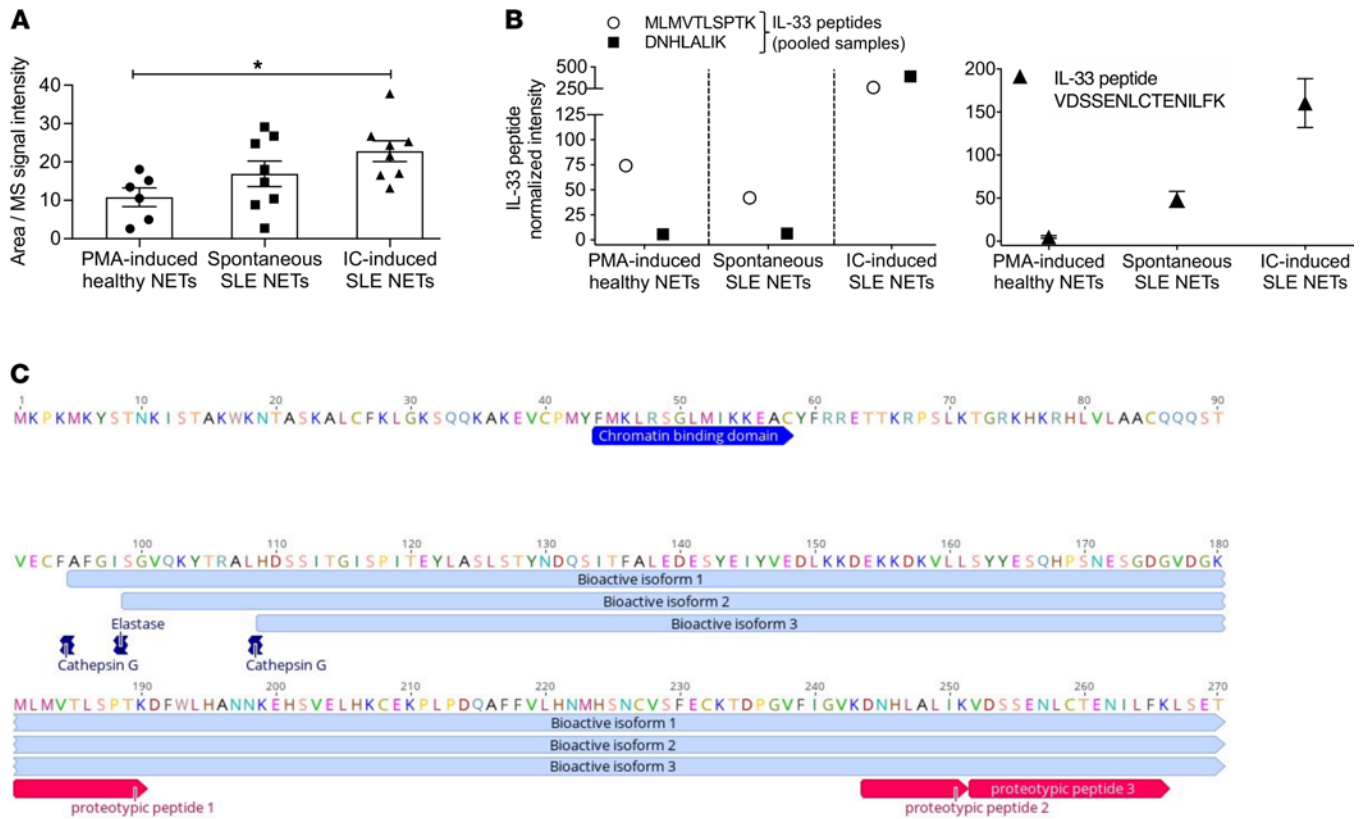 A
Area / MS signal intensity
40
30
20
10
0
*
PMA-induced healthy NETs
Spontaneous SLE NETs
IC-induced SLE NETs
B
MLMVTLSPTK
DNHLALIK
IL-33 peptides
(pooled samples)
IL-33 peptide
normalized intensity
500
250
125
100
75
50
25
0
PMA-induced healthy NETs
Spontaneous SLE NETs
IC-induced SLE NETs
IL-33 peptide
VDSSENLCTENILFK
200
150
100
50
0
PMA-induced healthy NETs
Spontaneous SLE NETs
IC-induced SLE NETs
C
1 10 20 30 40 50 60 70 80 90
MKPKMKYSTNKISTAKWKNTASKALCFKLGKSQQKAKEVCPMYFMKLRSGLMIKKEACYFRRETTKRPSLKTGRKHKRHLVLAACQQQST
Chromatin binding domain
100 110 120 130 140 150 160 170 180
VECFAFGISGVQKYTRALHDSSITGISPITEYLASLSTYNDQSITFALEDESYEIYVEDLKKDEKKDKVLLSYYESQHPSNESGDGVDGK
Bioactive isoform 1
Bioactive isoform 2
Bioactive isoform 3
Elastase
Cathepsin G
Cathepsin G
190 200 210 220 230 240 250 260 270
MLMVTLSPTKDFWLHANNKEHSVELHKCEKPLPDQAFFVLHNMHSNCVSFECKTDPGVFIGVKDNHLALIKVDSSENLCTENILFKLSET
Bioactive isoform 1
Bioactive isoform 2
Bioactive isoform 3
proteotypic peptide 1
proteotypic peptide 2
proteotypic peptide 3